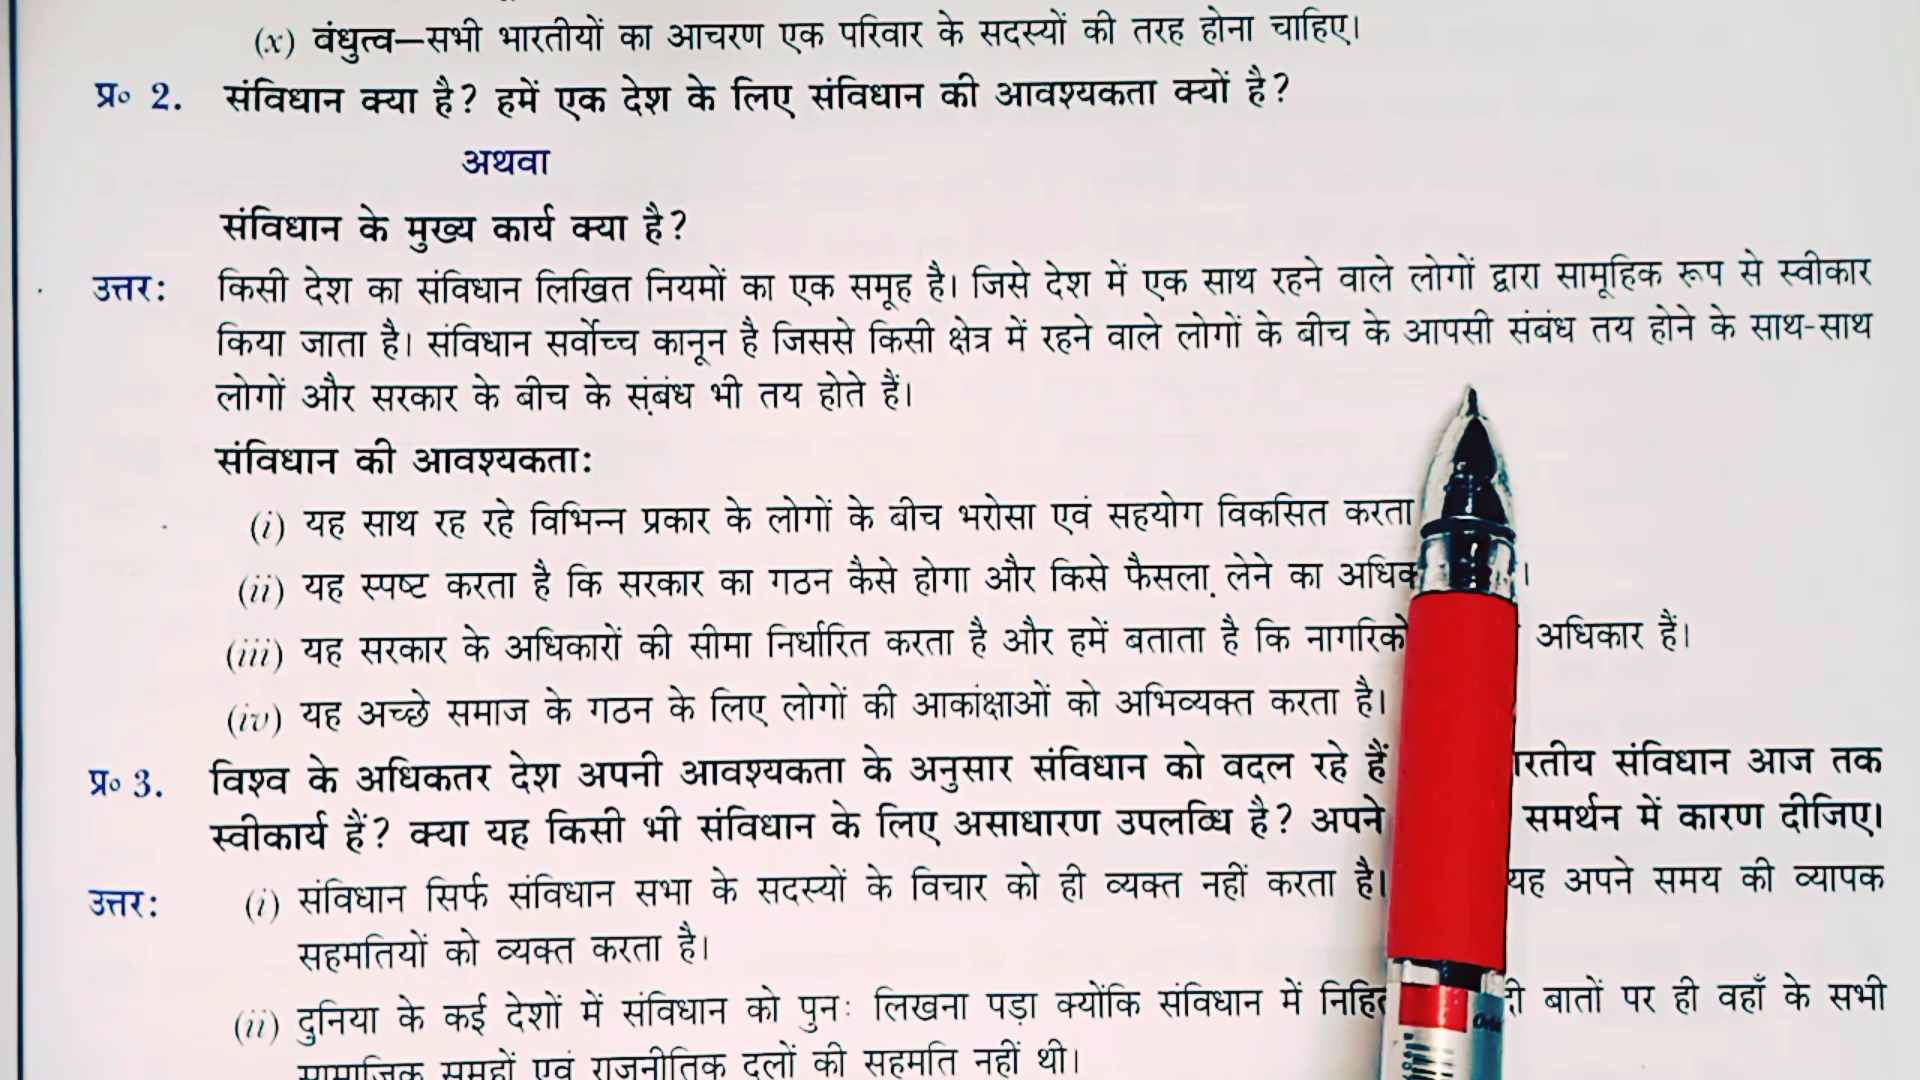 (x) वंधुत्व—सभी भारतीयों का आचरण एक परिवार के सदस्यों की तरह होना चाहिए।
प्र० 2. संविधान क्या है? हमें एक देश के लिए संविधान की आवश्यकता क्यों है?
अथवा
संविधान के मुख्य कार्य क्या है?
उत्तर: किसी देश का संविधान लिखित नियमों का एक समूह है। जिसे देश में एक साथ रहने वाले लोगों द्वारा सामूहिक रूप से स्वीकार
किया जाता है। संविधान सर्वोच्च कानून है जिससे किसी क्षेत्र में रहने वाले लोगों के बीच के आपसी संबंध तय होने के साथ-साथ
लोगों और सरकार के बीच के संबंध भी तय होते हैं।
संविधान की आवश्यकता:
(i) यह साथ रह रहे विभिन्न प्रकार के लोगों के बीच भरोसा एवं सहयोग विकसित करता
(ii) यह स्पष्ट करता है कि सरकार का गठन कैसे होगा और किसे फैसला लेने का
(iii) यह सरकार के अधिकारों की सीमा निर्धारित करता है और हमें बताता है कि अधिकार हैं।
(iv) यह अच्छे समाज के गठन के लिए लोगों की आकांक्षाओं को अभिव्यक्त करता है।
प्र० 3. विश्व के अधिकतर देश अपनी आवश्यकता के अनुसार संविधान को वदल रहे हैं संविधान आज तक
स्वीकार्य हैं? क्या यह किसी भी संविधान के लिए असाधारण उपलब्धि है? अपने समर्थन में कारण दीजिए।
उत्तर: (i) संविधान सिर्फ संविधान सभा के सदस्यों के विचार को ही व्यक्त नहीं करता है। यह अपने समय की व्यापक
सहमतियों को व्यक्त करता है।
(ii) दुनिया के कई देशों में संविधान को पुनः लिखना पड़ा क्योंकि संविधान में बातों पर ही वहाँ के सभी
सामाजिक समूहों एवं राजनीतिक दलों की सहमति नहीं थी।